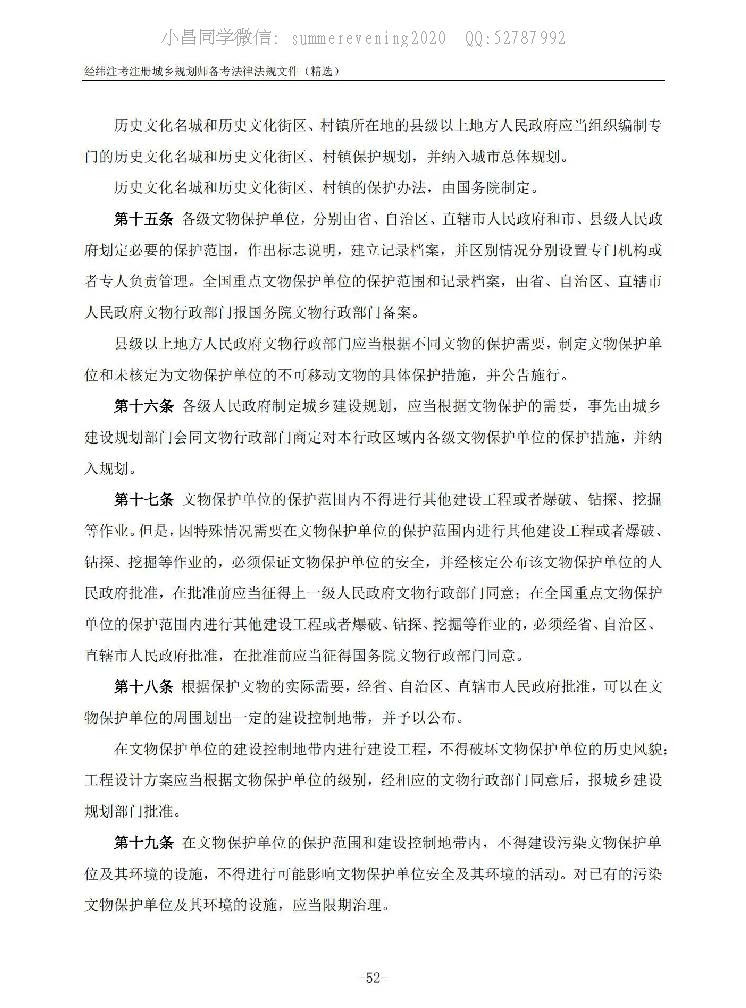 小昌同学微信: summerevening2020 QQ:52787992
经纬注考注册城乡规划师备考法律法规文件（精选）
历史文化名城和历史文化街区、村镇所在地的县级以上地方人民政府应当组织编制专
门的历史文化名城和历史文化街区、村镇保护规划，并纳入城市总体规划。
历史文化名城和历史文化街区、村镇的保护办法，由国务院制定。
第十五条 各级文物保护单位，分别由省、自治区、直辖市人民政府和市、县级人民政
府划定必要的保护范围，作出标志说明，建立记录档案，并区别情况分别设置专门机构或
者专人负责管理。全国重点文物保护单位的保护范围和记录档案，由省、自治区、直辖市
人民政府文物行政部门报国务院文物行政部门备案。
县级以上地方人民政府文物行政部门应当根据不同文物的保护需要，制定文物保护单
位和未核定为文物保护单位的不可移动文物的具体保护措施，并公告施行。
第十六条 各级人民政府制定城乡建设规划，应当根据文物保护的需要，事先由城乡
建设规划部门会同文物行政部门商定对本行政区域内各级文物保护单位的保护措施，并纳
入规划。
第十七条 文物保护单位的保护范围内不得进行其他建设工程或者爆破、钻探、挖掘
等作业。但是，因特殊情况需要在文物保护单位的保护范围内进行其他建设工程或者爆破、
钻探、挖掘等作业的，必须保证文物保护单位的安全，并经核定公布该文物保护单位的人
民政府批准，在批准前应当征得上一级人民政府文物行政部门同意；在全国重点文物保护
单位的保护范围内进行其他建设工程或者爆破、钻探、挖掘等作业的，必须经省、自治区、
直辖市人民政府批准，在批准前应当征得国务院文物行政部门同意。
第十八条 根据保护文物的实际需要，经省、自治区、直辖市人民政府批准，可以在文
物保护单位的周围划出一定的建设控制地带，并予以公布。
在文物保护单位的建设控制地带内进行建设工程，不得破坏文物保护单位的历史风貌；
工程设计方案应当根据文物保护单位的级别，经相应的文物行政部门同意后，报城乡建设
规划部门批准。
第十九条 在文物保护单位的保护范围和建设控制地带内，不得建设污染文物保护单
位及其环境的设施，不得进行可能影响文物保护单位安全及其环境的活动。对已有的污染
文物保护单位及其环境的设施，应当限期治理。
-52-